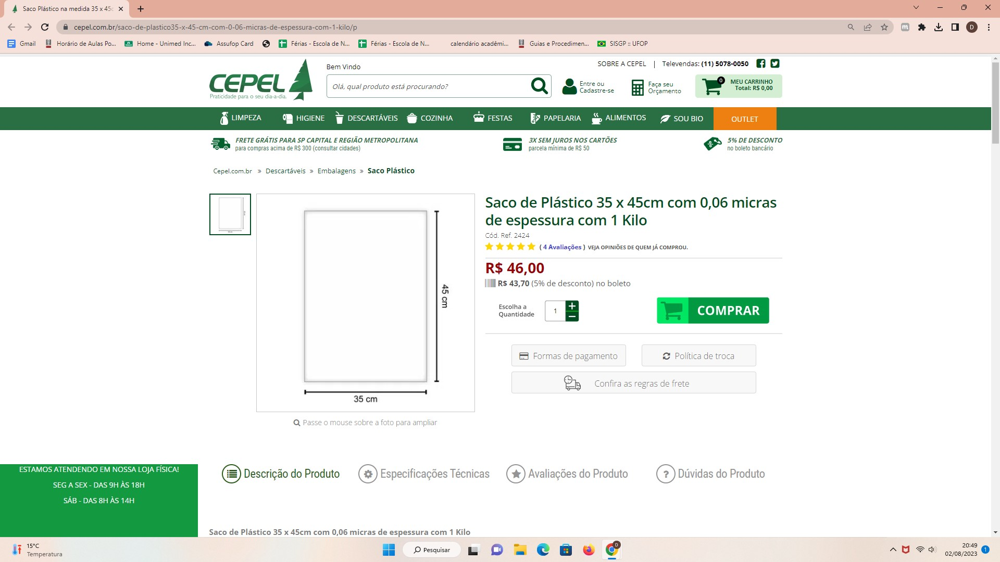 Saco Plástico na medida 35 x 45c
cepel.com.br/saco-de-plastico35-x-45-cm-com-0-06-micras-de-espessura-com-1-kilo/p
D
Gmail
Horário de Aulas Po...
Home - Unimed Inc...
Assufop Card
Férias - Escola de N...
Férias - Escola de N...
calendário acadêmi...
Guias e Procedimen...
SISGP :: UFOP
SOBRE A CEPEL | Televendas: (11) 5078-0050
Bem Vindo
CEPEL
Praticidade para o seu dia-a-dia.
Olá, qual produto está procurando?
Entre ou
Cadastre-se
Faça seu
Orçamento
0
MEU CARRINHO
Total: R$ 0,00
LIMPEZA
HIGIENE
DESCARTÁVEIS
COZINHA
FESTAS
PAPELARIA
ALIMENTOS
SOU BIO
OUTLET
FRETE GRÁTIS PARA SP CAPITAL E REGIÃO METROPOLITANA
para compras acima de R$ 300 (consultar cidades)
3X SEM JUROS NOS CARTÕES
parcela mínima de R$ 50
5% DE DESCONTO
no boleto bancário
Cepel.com.br » Descartáveis » Embalagens » Saco Plástico
45 cm
35 cm
Passe o mouse sobre a foto para ampliar
Saco de Plástico 35 x 45cm com 0,06 micras
de espessura com 1 Kilo
Cód. Ref. 2424
( 4 Avaliações ) VEJA OPINIÕES DE QUEM JÁ COMPROU.
R$ 46,00
R$ 43,70 (5% de desconto) no boleto
Escolha a
Quantidade
1
+
−
COMPRAR
Formas de pagamento
Política de troca
Confira as regras de frete
ESTAMOS ATENDENDO EM NOSSA LOJA FÍSICA!
SEG A SEX - DAS 9H ÀS 18H
SÁB - DAS 8H ÀS 14H
Descrição do Produto
Especificações Técnicas
Avaliações do Produto
? Dúvidas do Produto
Saco de Plástico 35 x 45cm com 0,06 micras de espessura com 1 Kilo
15°C
Temperatura
Pesquisar
D
20:49
02/08/2023
1